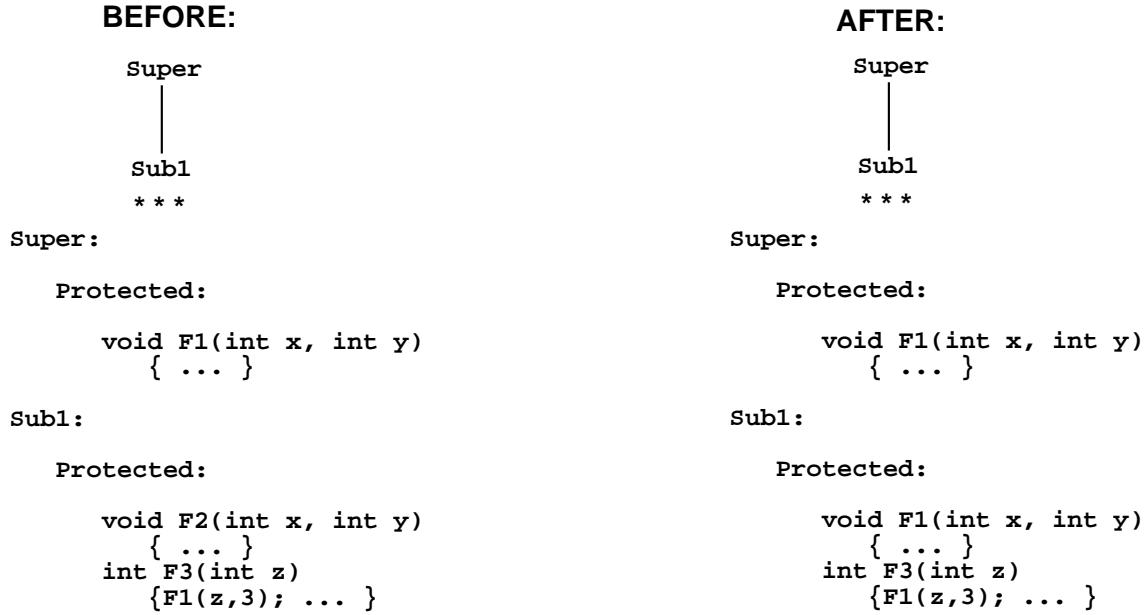 BEFORE:
Super
Sub1
* * *
Super:
Protected:
void F1(int x, int y)
{ ... }
Sub1:
Protected:
void F2(int x, int y)
{ ... }
int F3(int z)
{F1(z,3); ... }
AFTER:
Super
Sub1
* * *
Super:
Protected:
void F1(int x, int y)
{ ... }
Sub1:
Protected:
void F1(int x, int y)
{ ... }
int F3(int z)
{F1(z,3); ... }